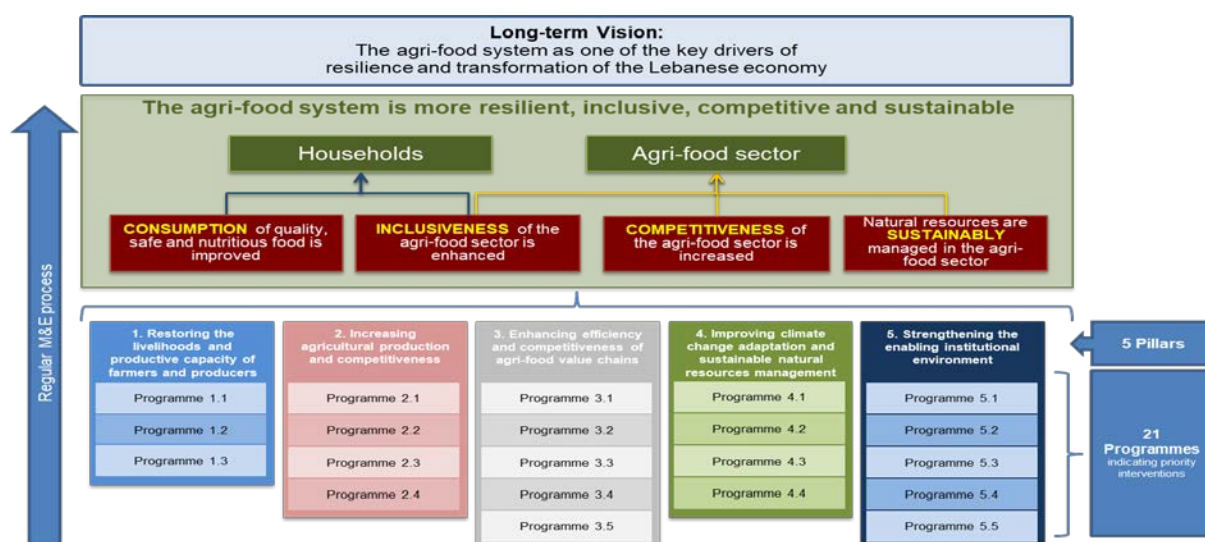 Long-term Vision:
The agri-food system as one of the key drivers of
resilience and transformation of the Lebanese economy
The agri-food system is more resilient, inclusive, competitive and sustainable
Households
Agri-food sector
CONSUMPTION of quality,
safe and nutritious food is
improved
INCLUSIVENESS of the
agri-food sector is
enhanced
COMPETITIVENESS of
the agri-food sector is
increased
Natural resources are
SUSTAINABLY
managed in the agri-
food sector
Regular M&E process
1. Restoring the
livelihoods and
productive capacity of
farmers and producers
Programme 1.1
Programme 1.2
Programme 1.3
2. Increasing
agricultural production
and competitiveness
Programme 2.1
Programme 2.2
Programme 2.3
Programme 2.4
3. Enhancing efficiency
and competitiveness of
agri-food value chains
Programme 3.1
Programme 3.2
Programme 3.3
Programme 3.4
Programme 3.5
4. Improving climate
change adaptation and
sustainable natural
resources management
Programme 4.1
Programme 4.2
Programme 4.3
Programme 4.4
5. Strengthening the
enabling institutional
environment
Programme 5.1
Programme 5.2
Programme 5.3
Programme 5.4
Programme 5.5
5 Pillars
21
Programmes
indicating priority
interventions